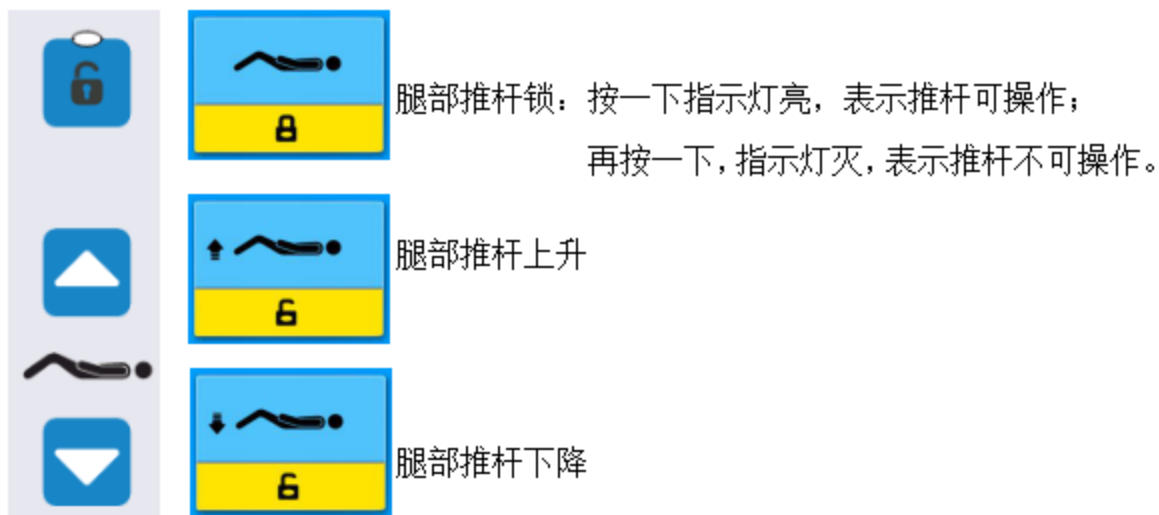 腿部推杆锁：按一下指示灯亮，表示推杆可操作；
再按一下，指示灯灭，表示推杆不可操作。
腿部推杆上升
腿部推杆下降